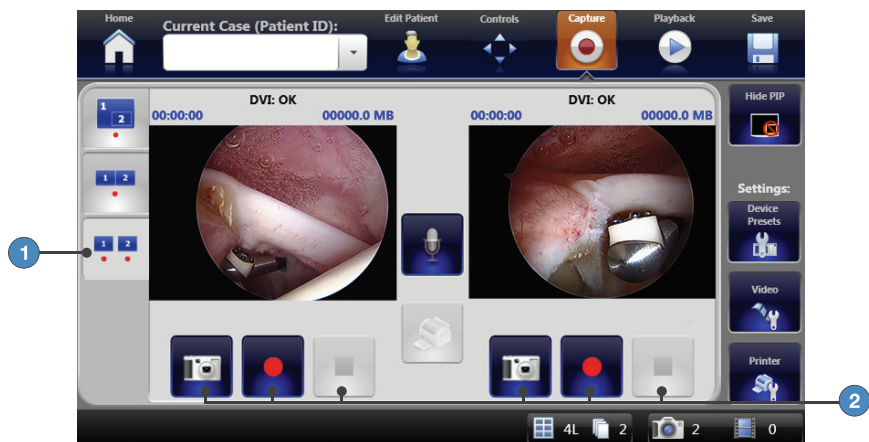 Home
Current Case (Patient ID):
Edit Patient
Controls
Capture
Playback
Save
1
2
DVI: OK
00:00:00
00000.0 MB
DVI: OK
00:00:00
00000.0 MB
Hide PIP
1 2
1 2
Settings:
Device
Presets
Video
Printer
1
2
4L
2
2
0